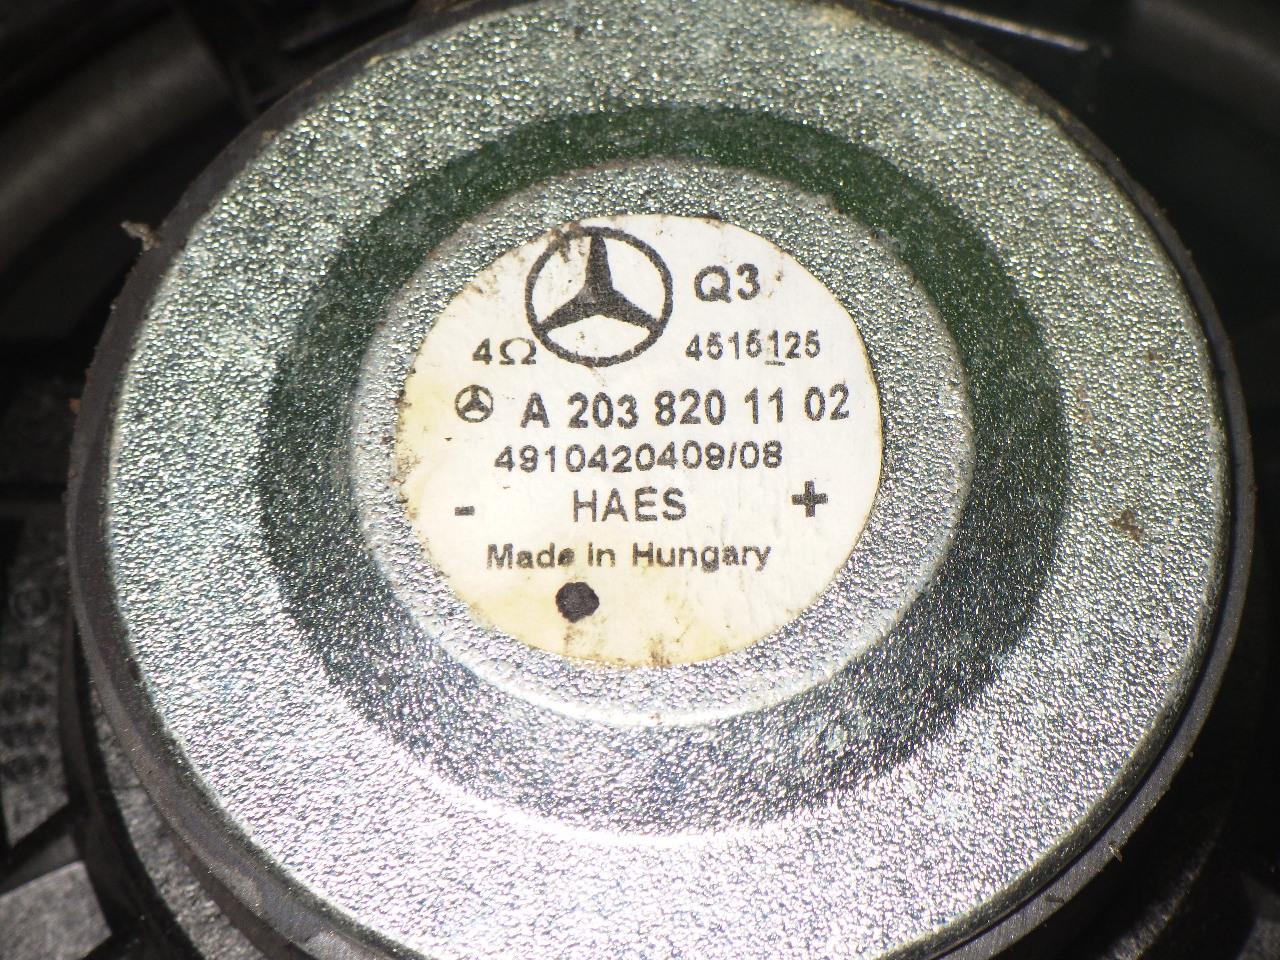 Q3
4Ω 4515125
A 203 820 11 02
4910420409/08
- HAES +
Made in Hungary